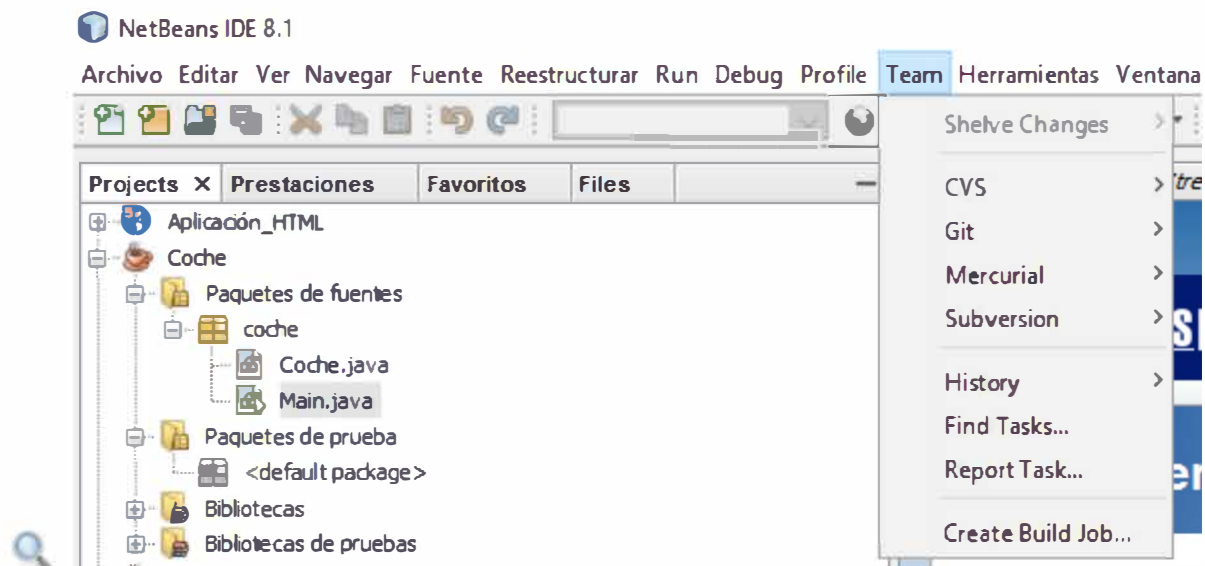 NetBeans IDE 8.1
Archivo Editar Ver Navegar Fuente Reestructurar Run Debug Profile Team Herramientas Ventana
Shelve Changes
Projects X Prestaciones Favoritos Files
CVS
Aplicación_HTML
Git
Coche
Mercurial
Paquetes de fuentes
Subversion
coche
Coche.java
History
Main.java
Find Tasks...
Paquetes de prueba
Report Task...
<default package>
Bibliotecas
Create Build Job...
Bibliotecas de pruebas